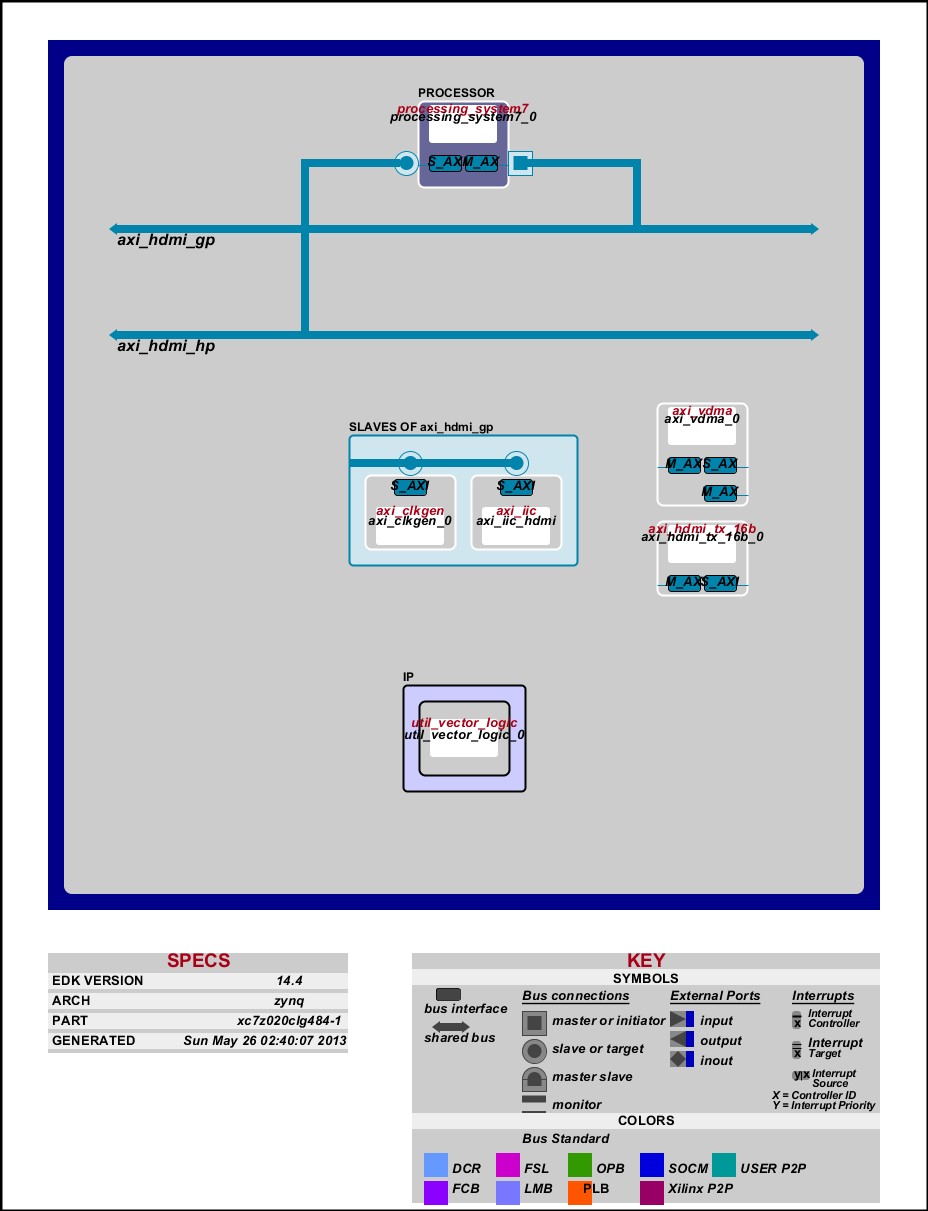 PROCESSOR
processing_system7
processing_system7_0
S_AXI
M_AX
axi_hdmi_gp
axi_hdmi_hp
axi_vdma
axi_vdma_0
M_AX
S_AX
M_AX
SLAVES OF axi_hdmi_gp
S_AXI
S_AXI
axi_clkgen
axi_clkgen_0
axi_iic
axi_iic_hdmi
axi_hdmi_tx_16b
axi_hdmi_tx_16b_0
M_AX
S_AXI
IP
util_vector_logic
util_vector_logic_0
SPECS
EDK VERSION 14.4
ARCH zynq
PART xc7z020clg484-1
GENERATED Sun May 26 02:40:07 2013
KEY
SYMBOLS
bus interface
shared bus
Bus connections
master or initiator
slave or target
master slave
monitor
External Ports
input
output
inout
Interrupts
x
Interrupt
Controller
x
Interrupt
Target
y x
Interrupt
Source
X = Controller ID
Y = Interrupt Priority
COLORS
Bus Standard
DCR FSL OPB SOCM USER P2P
FCB LMB PLB Xilinx P2P